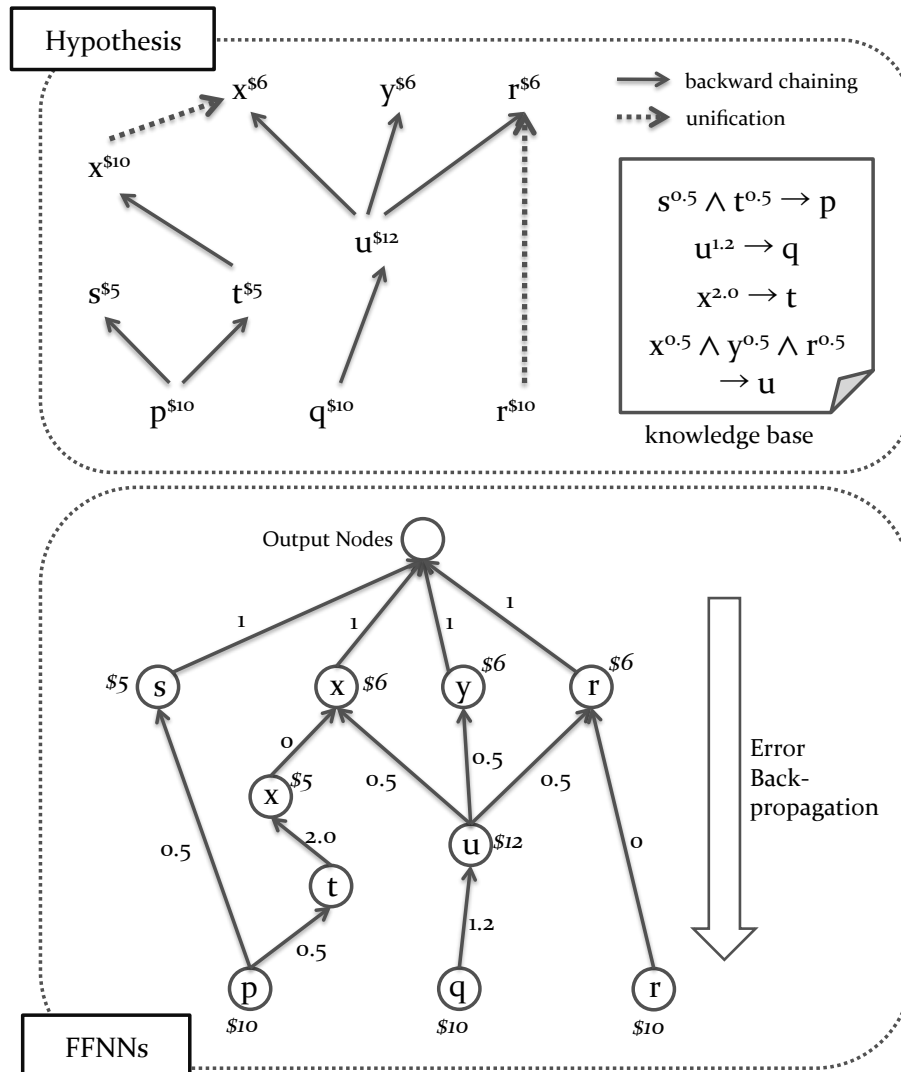 Hypothesis
x$6 y$6 r$6
backward chaining
unification
x$10
s0.5 ∧ t0.5 → p
u$12
u1.2 → q
s$5 t$5
x2.0 → t
x0.5 ∧ y0.5 ∧ r0.5
→ u
p$10 q$10 r$10
knowledge base
Output Nodes
1 1 1 1
$5 s x $6 y $6 r $6
0 0.5 0.5 0.5
x $5
Error
Back-
propagation
2.0 u $12 0
0.5
t
1.2
0.5
p q r
$10 $10 $10
FFNNs